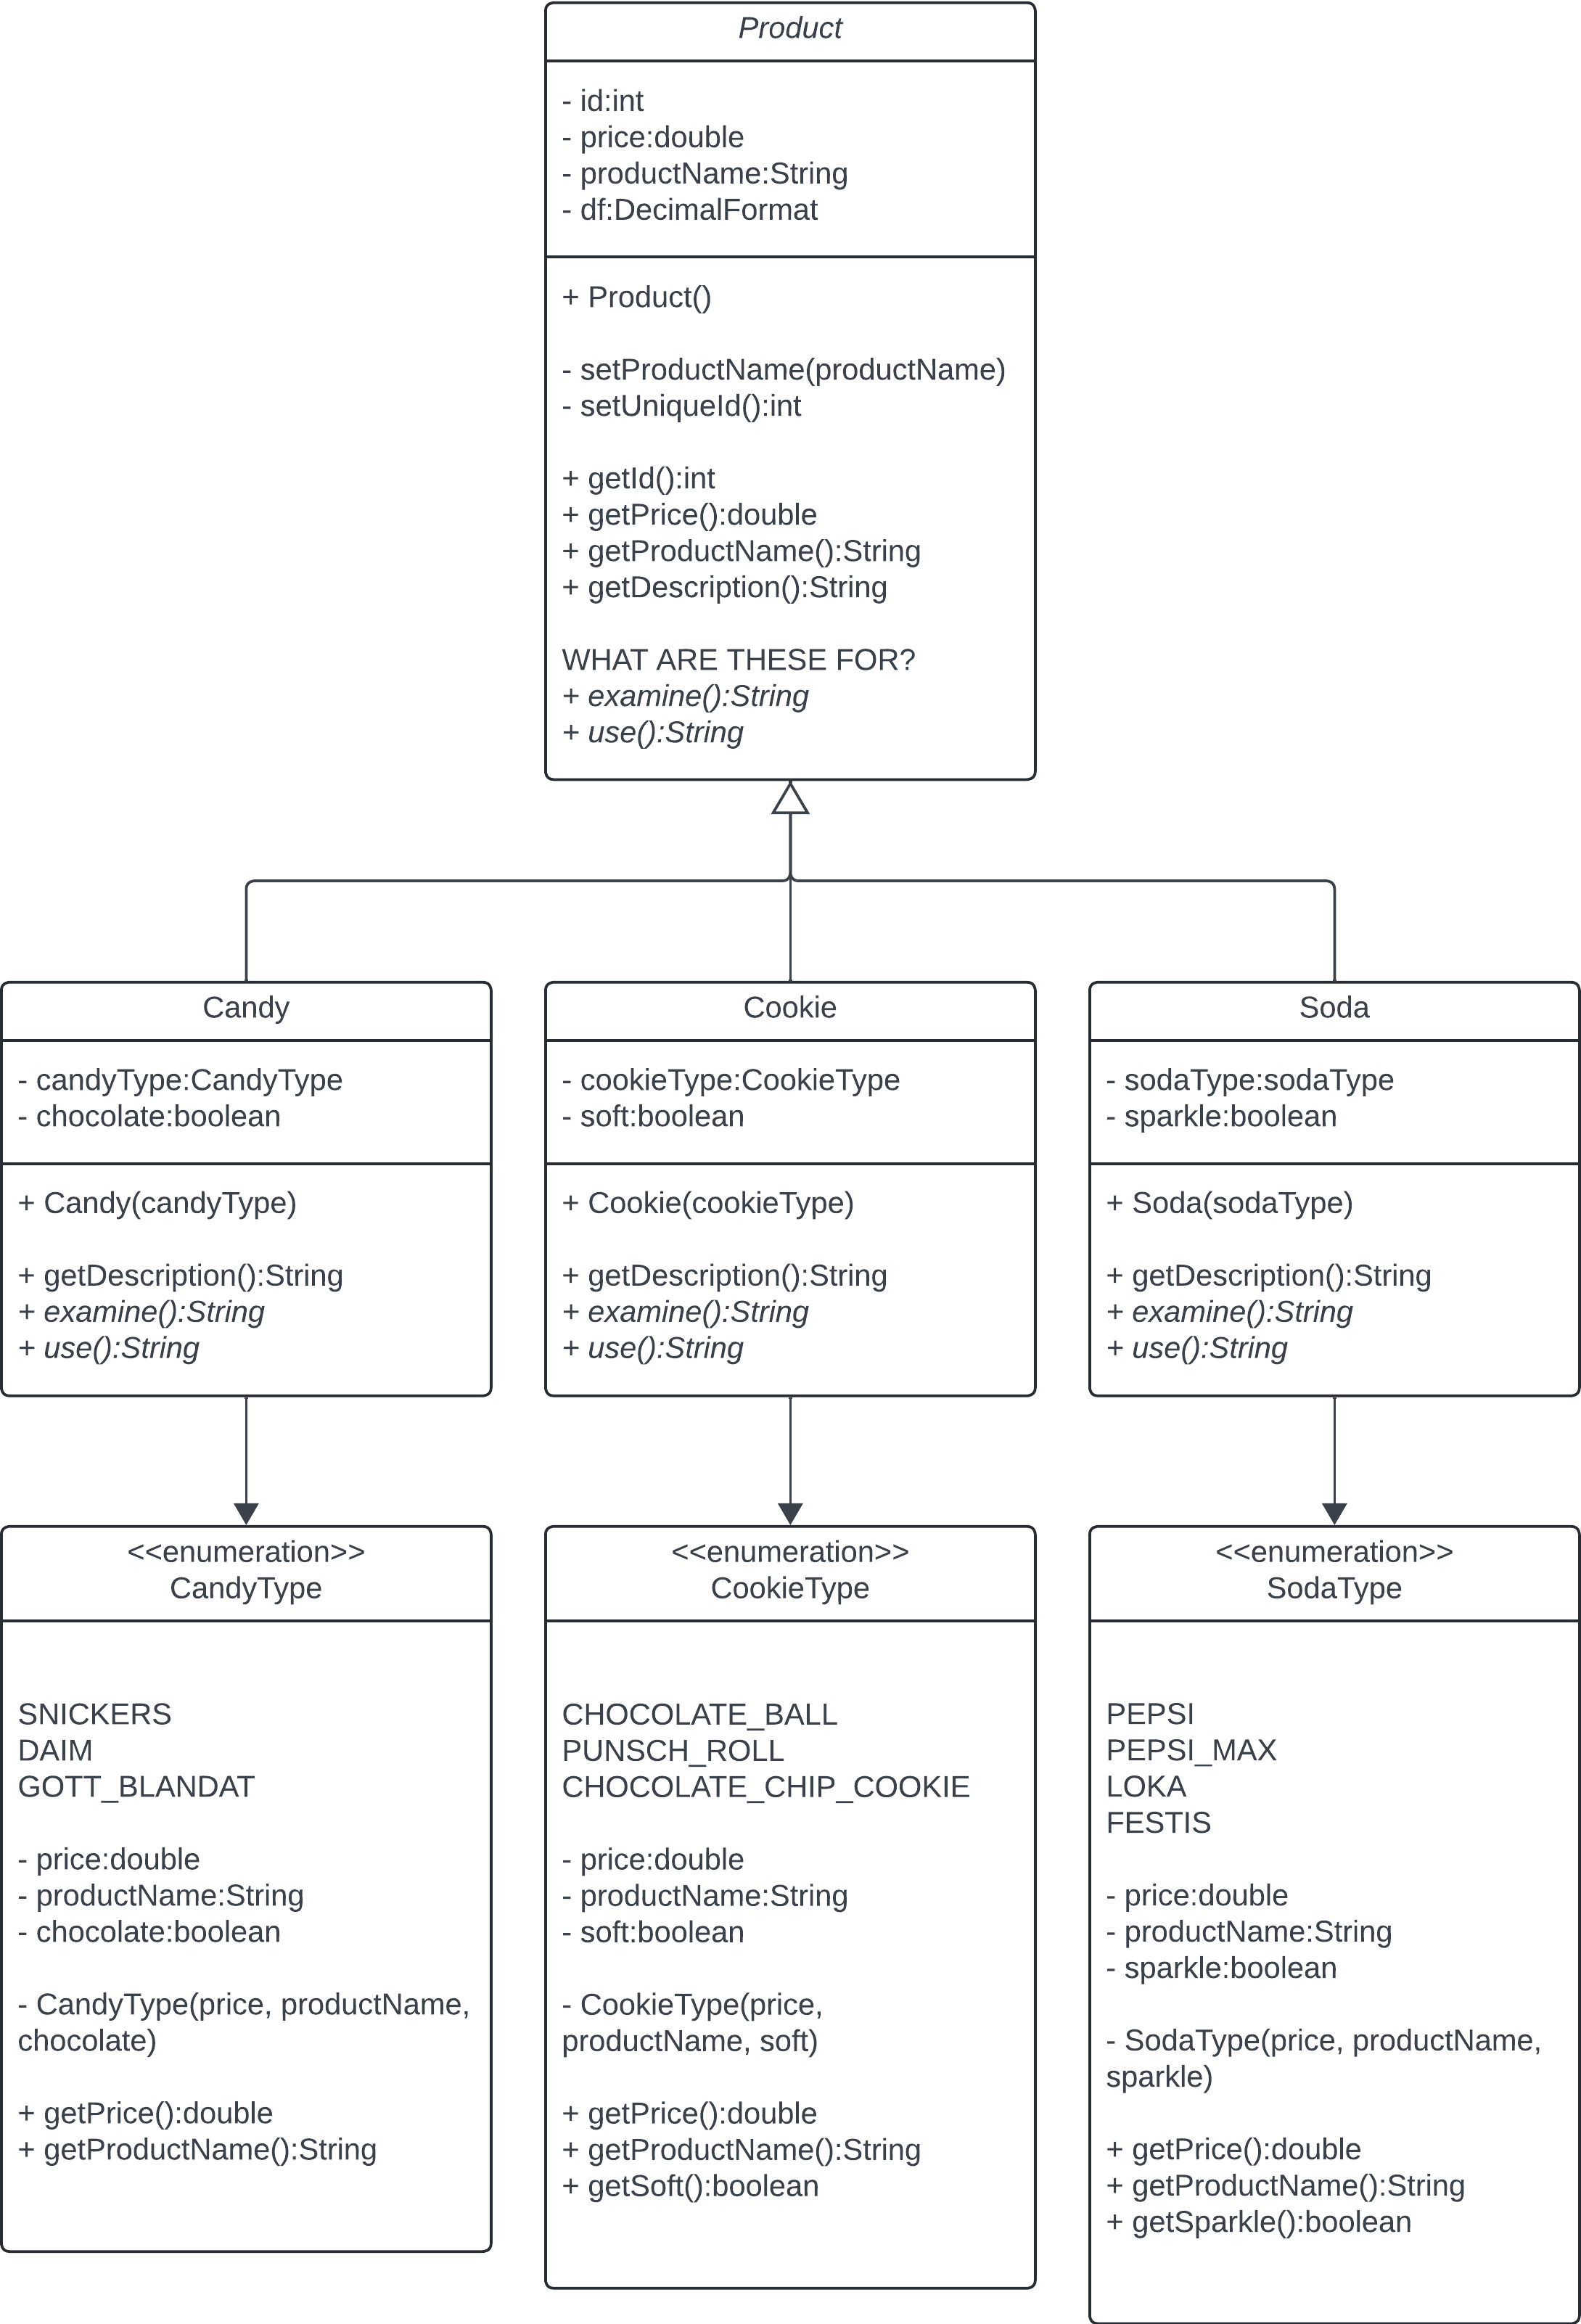 Product
- id:int
- price:double
- productName:String
- df:DecimalFormat
+ Product()
- setProductName(productName)
- setUniqueId():int
+ getId():int
+ getPrice():double
+ getProductName():String
+ getDescription():String
WHAT ARE THESE FOR?
+ examine():String
+ use():String
Candy
- candyType:CandyType
- chocolate:boolean
+ Candy(candyType)
+ getDescription():String
+ examine():String
+ use():String
Cookie
- cookieType:CookieType
- soft:boolean
+ Cookie(cookieType)
+ getDescription():String
+ examine():String
+ use():String
Soda
- sodaType:sodaType
- sparkle:boolean
+ Soda(sodaType)
+ getDescription():String
+ examine():String
+ use():String
<<enumeration>>
CandyType
SNICKERS
DAIM
GOTT_BLANDAT
- price:double
- productName:String
- chocolate:boolean
- CandyType(price, productName,
chocolate)
+ getPrice():double
+ getProductName():String
<<enumeration>>
CookieType
CHOCOLATE_BALL
PUNSCH_ROLL
CHOCOLATE_CHIP_COOKIE
- price:double
- productName:String
- soft:boolean
- CookieType(price,
productName, soft)
+ getPrice():double
+ getProductName():String
+ getSoft():boolean
<<enumeration>>
SodaType
PEPSI
PEPSI_MAX
LOKA
FESTIS
- price:double
- productName:String
- sparkle:boolean
- SodaType(price, productName,
sparkle)
+ getPrice():double
+ getProductName():String
+ getSparkle():boolean